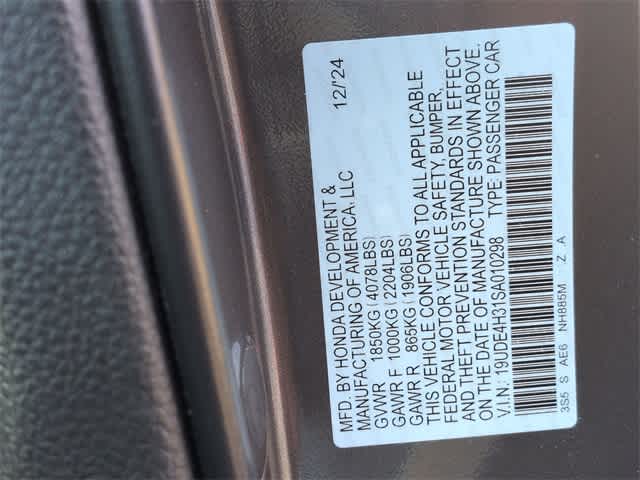 MFD. BY HONDA DEVELOPMENT & 12/'24
MANUFACTURING OF AMERICA, LLC
GVWR 1850KG (4078LBS)
GAWR F 1000KG (2204LBS)
GAWR R 865KG (1906LBS)
THIS VEHICLE CONFORMS TO ALL APPLICABLE
FEDERAL MOTOR VEHICLE SAFETY, BUMPER,
AND THEFT PREVENTION STANDARDS IN EFFECT
ON THE DATE OF MANUFACTURE SHOWN ABOVE.
V.I.N: 19UDE4H31SA010298 TYPE: PASSENGER CAR
3S5 S AE6 NH885M Z A